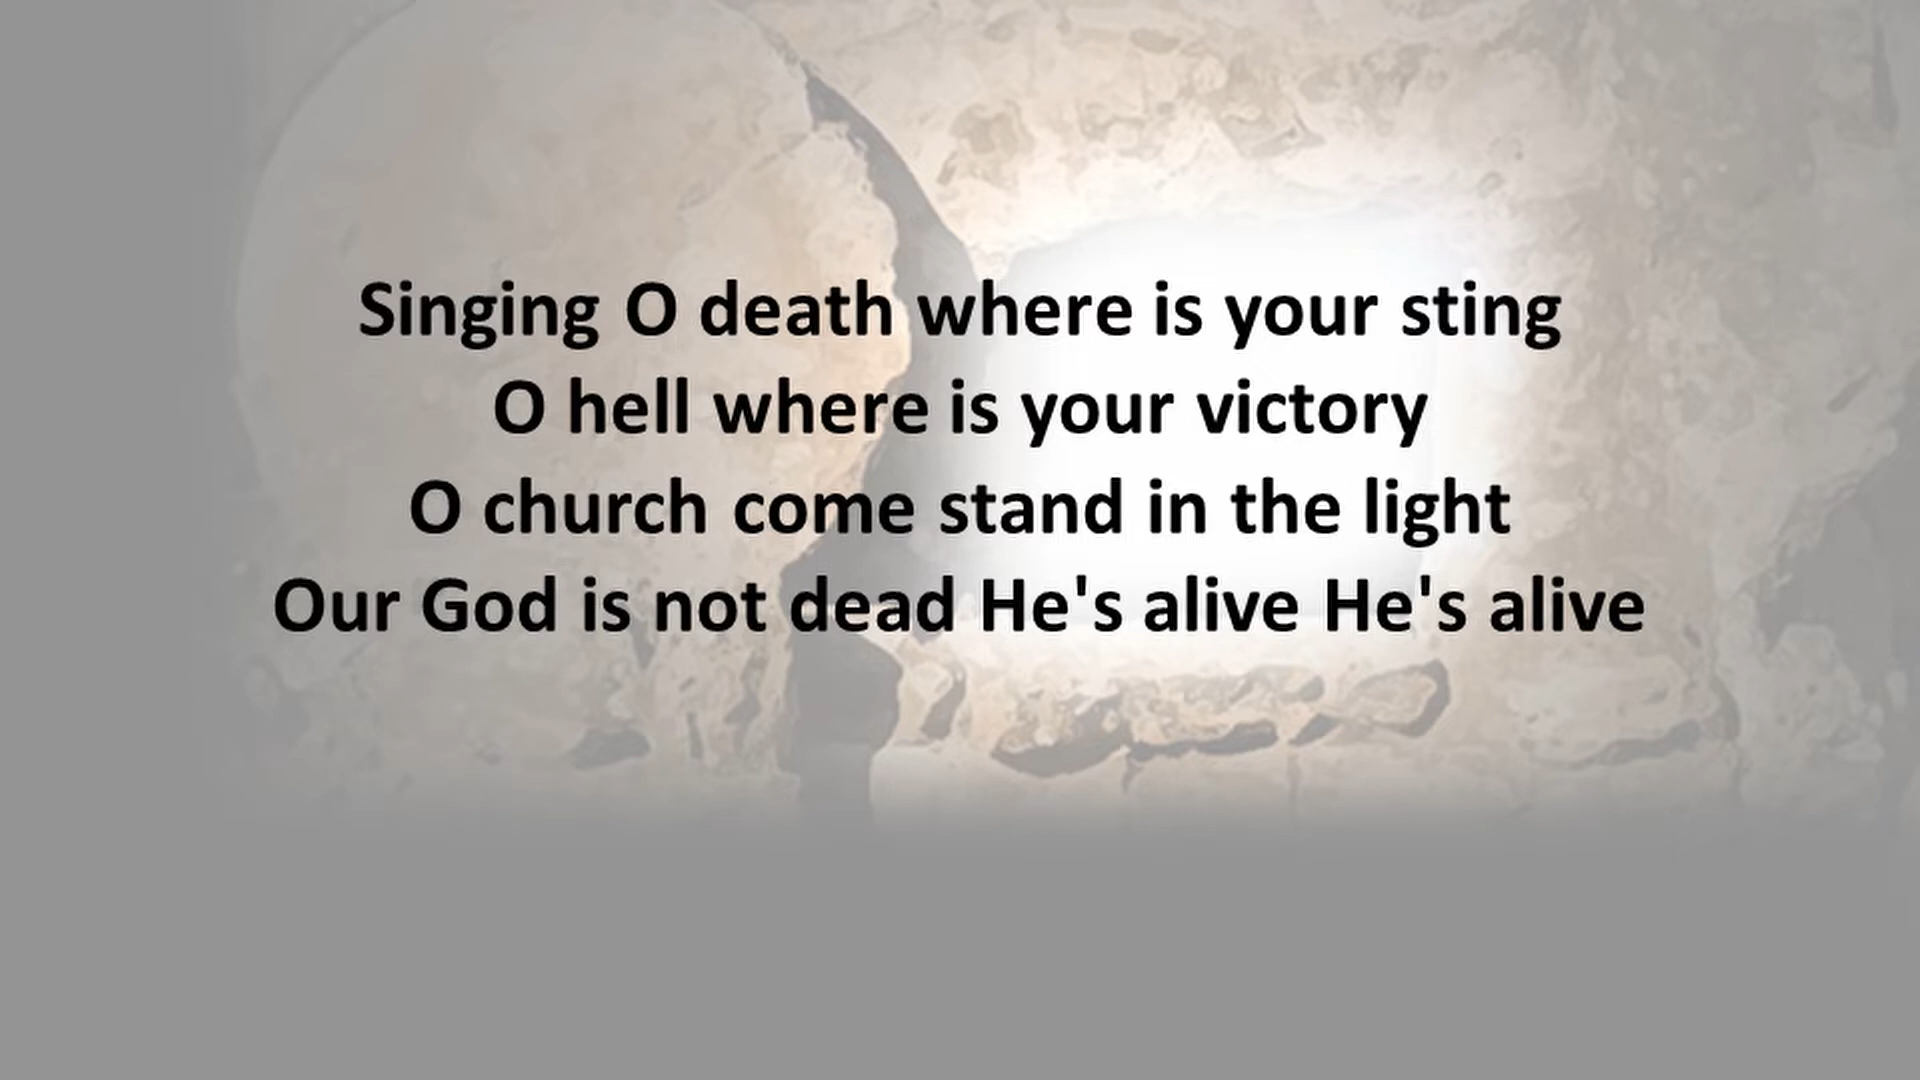 Singing O death where is your sting
O hell where is your victory
O church come stand in the light
Our God is not dead He's alive He's alive